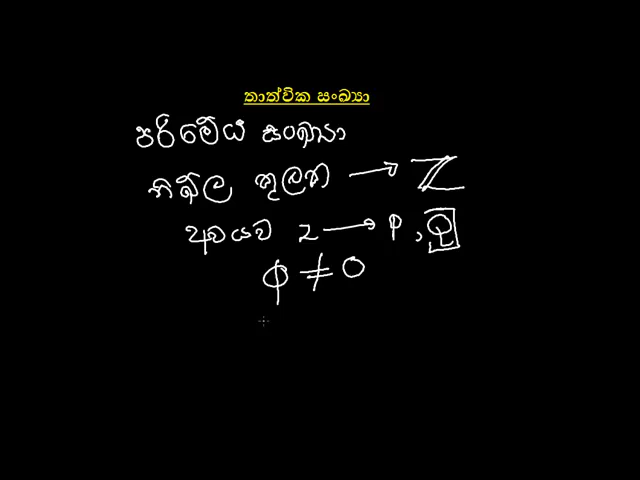 තාත්වික සංඛ්‍යා
පරිමේය සංඛ්‍යා
නිඛිල කුලක → ℤ
අවයව z → P , Q
φ ≠ 0